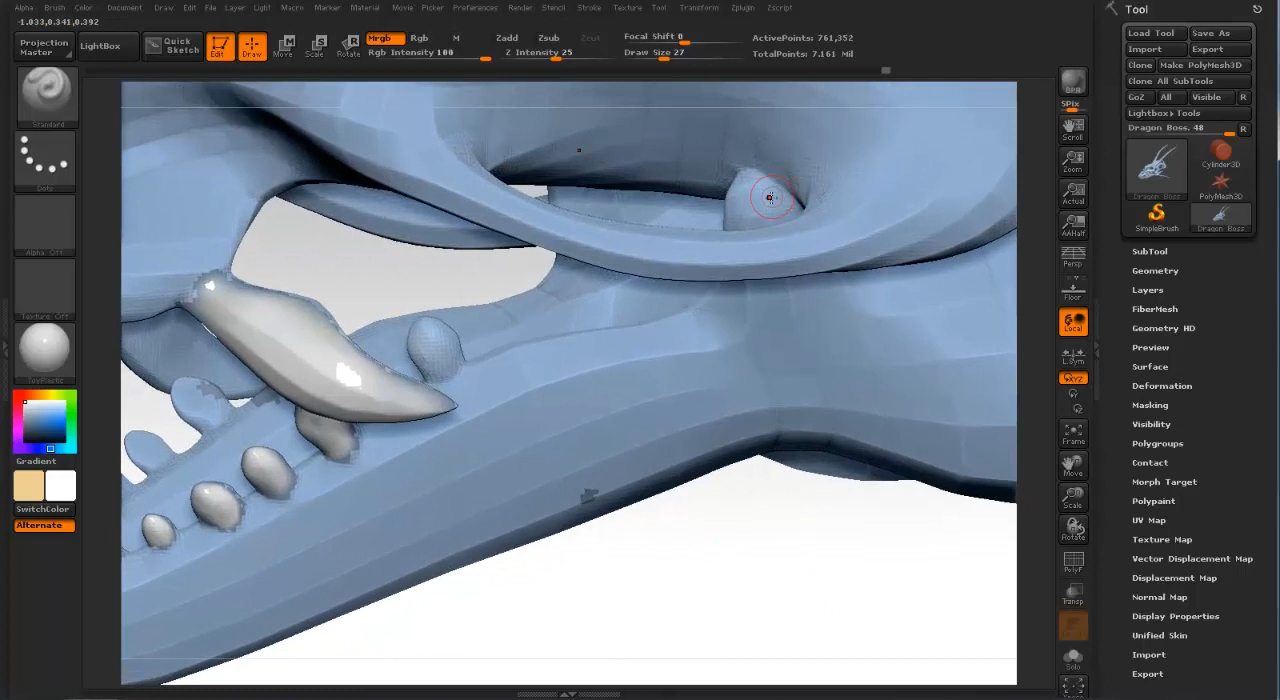 Alpha Brush Color Document Draw Edit File Layer Light Macro Marker Material Movie Picker Preferences Render Stencil Stroke Texture Tool Transform Zplugin Zscript
-1.033,0.341,0.392
Projection Master
LightBox
Quick Sketch
Edit
Draw
Move
Scale
Rotate
Mrgb Rgb M
Rgb Intensity 100
Zadd Zsub Zcut
Z Intensity 25
Focal Shift 0
Draw Size 27
ActivePoints: 761,352
TotalPoints: 7.161 Mil
Standard
Dots
Alpha Off
Texture Off
ToyPlastic
Gradient
SwitchColor
Alternate
BPR
SPix
Scroll
Zoom
Actual
AAHalf
Persp
Floor
Local
L.Sym
XYZ
Frame
Move
Scale
Rotate
PolyF
Transp
Solo
Tool
Load Tool Save As
Import Export
Clone Make PolyMesh3D
Clone All SubTools
GoZ All Visible R
Lightbox▸ Tools
Dragon Boss. 48 R
Dragon Boss
Cylinder3D
PolyMesh3D
SimpleBrush
Dragon Boss
SubTool
Geometry
Layers
FiberMesh
Geometry HD
Preview
Surface
Deformation
Masking
Visibility
Polygroups
Contact
Morph Target
Polypaint
UV Map
Texture Map
Vector Displacement Map
Displacement Map
Normal Map
Display Properties
Unified Skin
Import
Export